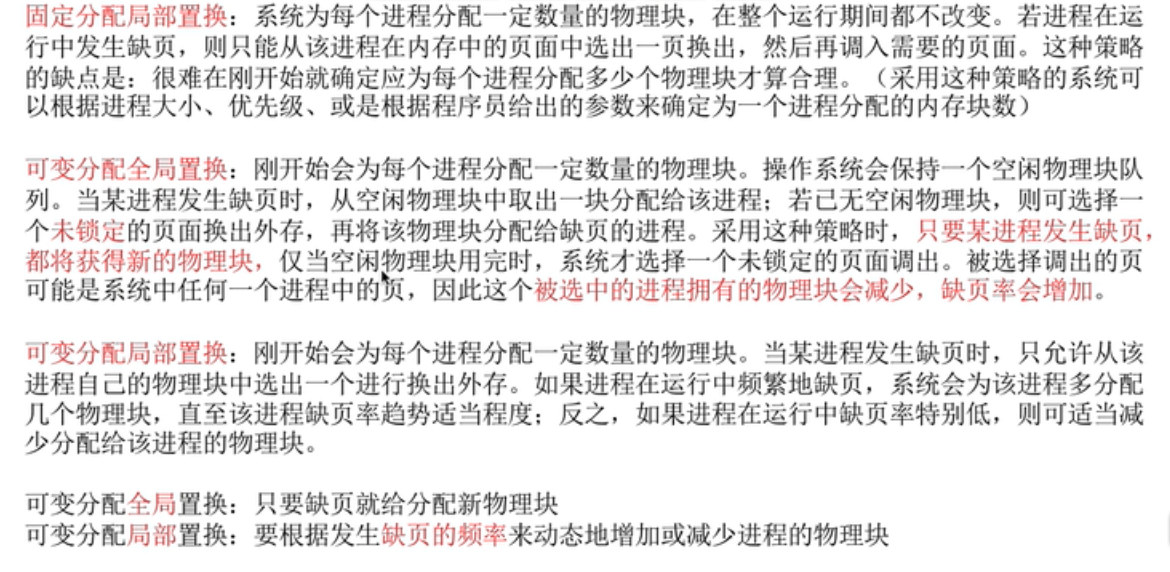 固定分配局部置换：系统为每个进程分配一定数量的物理块，在整个运行期间都不改变。若进程在运
行中发生缺页，则只能从该进程在内存中的页面中选出一页换出，然后再调入需要的页面。这种策略
的缺点是：很难在刚开始就确定应为每个进程分配多少个物理块才算合理。（采用这种策略的系统可
以根据进程大小、优先级、或是根据程序员给出的参数来确定为一个进程分配的内存块数）
可变分配全局置换：刚开始会为每个进程分配一定数量的物理块。操作系统会保持一个空闲物理块队
列。当某进程发生缺页时，从空闲物理块中取出一块分配给该进程；若已无空闲物理块，则可选择一
个未锁定的页面换出外存，再将该物理块分配给缺页的进程。采用这种策略时，只要某进程发生缺页，
都将获得新的物理块，仅当空闲物理块用完时，系统才选择一个未锁定的页面调出。被选择调出的页
可能是系统中任何一个进程中的页，因此这个被选中的进程拥有的物理块会减少，缺页率会增加。
可变分配局部置换：刚开始会为每个进程分配一定数量的物理块。当某进程发生缺页时，只允许从该
进程自己的物理块中选出一个进行换出外存。如果进程在运行中频繁地缺页，系统会为该进程多分配
几个物理块，直至该进程缺页率趋势适当程度；反之，如果进程在运行中缺页率特别低，则可适当减
少分配给该进程的物理块。
可变分配全局置换：只要缺页就给分配新物理块
可变分配局部置换：要根据发生缺页的频率来动态地增加或减少进程的物理块